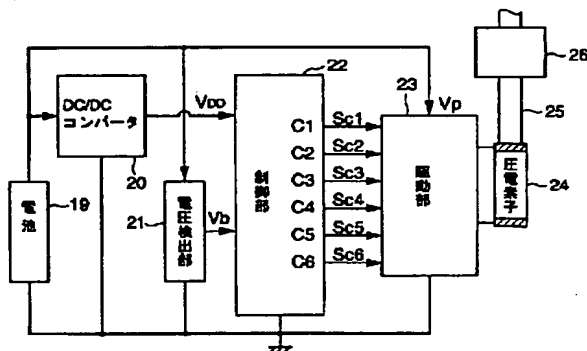 DC/DC
コンバータ
20
VDD
電池
19
電圧検出部
21
Vb
22
制御部
C1
C2
C3
C4
C5
C6
Sc1
Sc2
Sc3
Sc4
Sc5
Sc6
23
Vp
駆動部
26
25
圧電素子
24